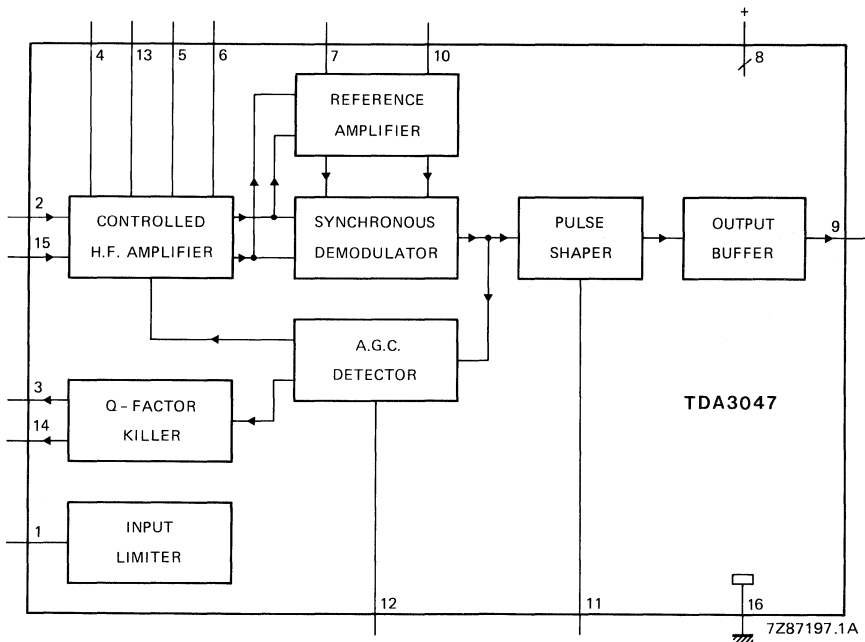 +
4 13 5 6 7 10 8
REFERENCE
AMPLIFIER
2
15
CONTROLLED
H.F. AMPLIFIER
SYNCHRONOUS
DEMODULATOR
PULSE
SHAPER
OUTPUT
BUFFER
9
A.G.C.
DETECTOR
3
14
Q-FACTOR
KILLER
TDA3047
1
INPUT
LIMITER
12 11 16
7Z87197.1A